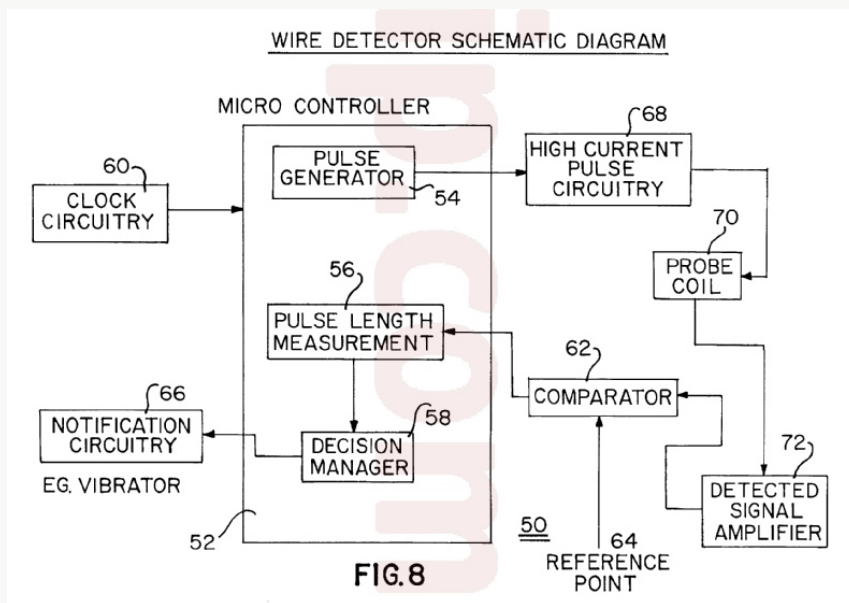 WIRE DETECTOR SCHEMATIC DIAGRAM
MICRO CONTROLLER
60
CLOCK
CIRCUITRY
PULSE
GENERATOR
54
68
HIGH CURRENT
PULSE
CIRCUITRY
70
PROBE
COIL
56
PULSE LENGTH
MEASUREMENT
62
COMPARATOR
66
NOTIFICATION
CIRCUITRY
EG. VIBRATOR
58
DECISION
MANAGER
72
DETECTED
SIGNAL
AMPLIFIER
52
50
64
REFERENCE
POINT
FIG.8
p.com